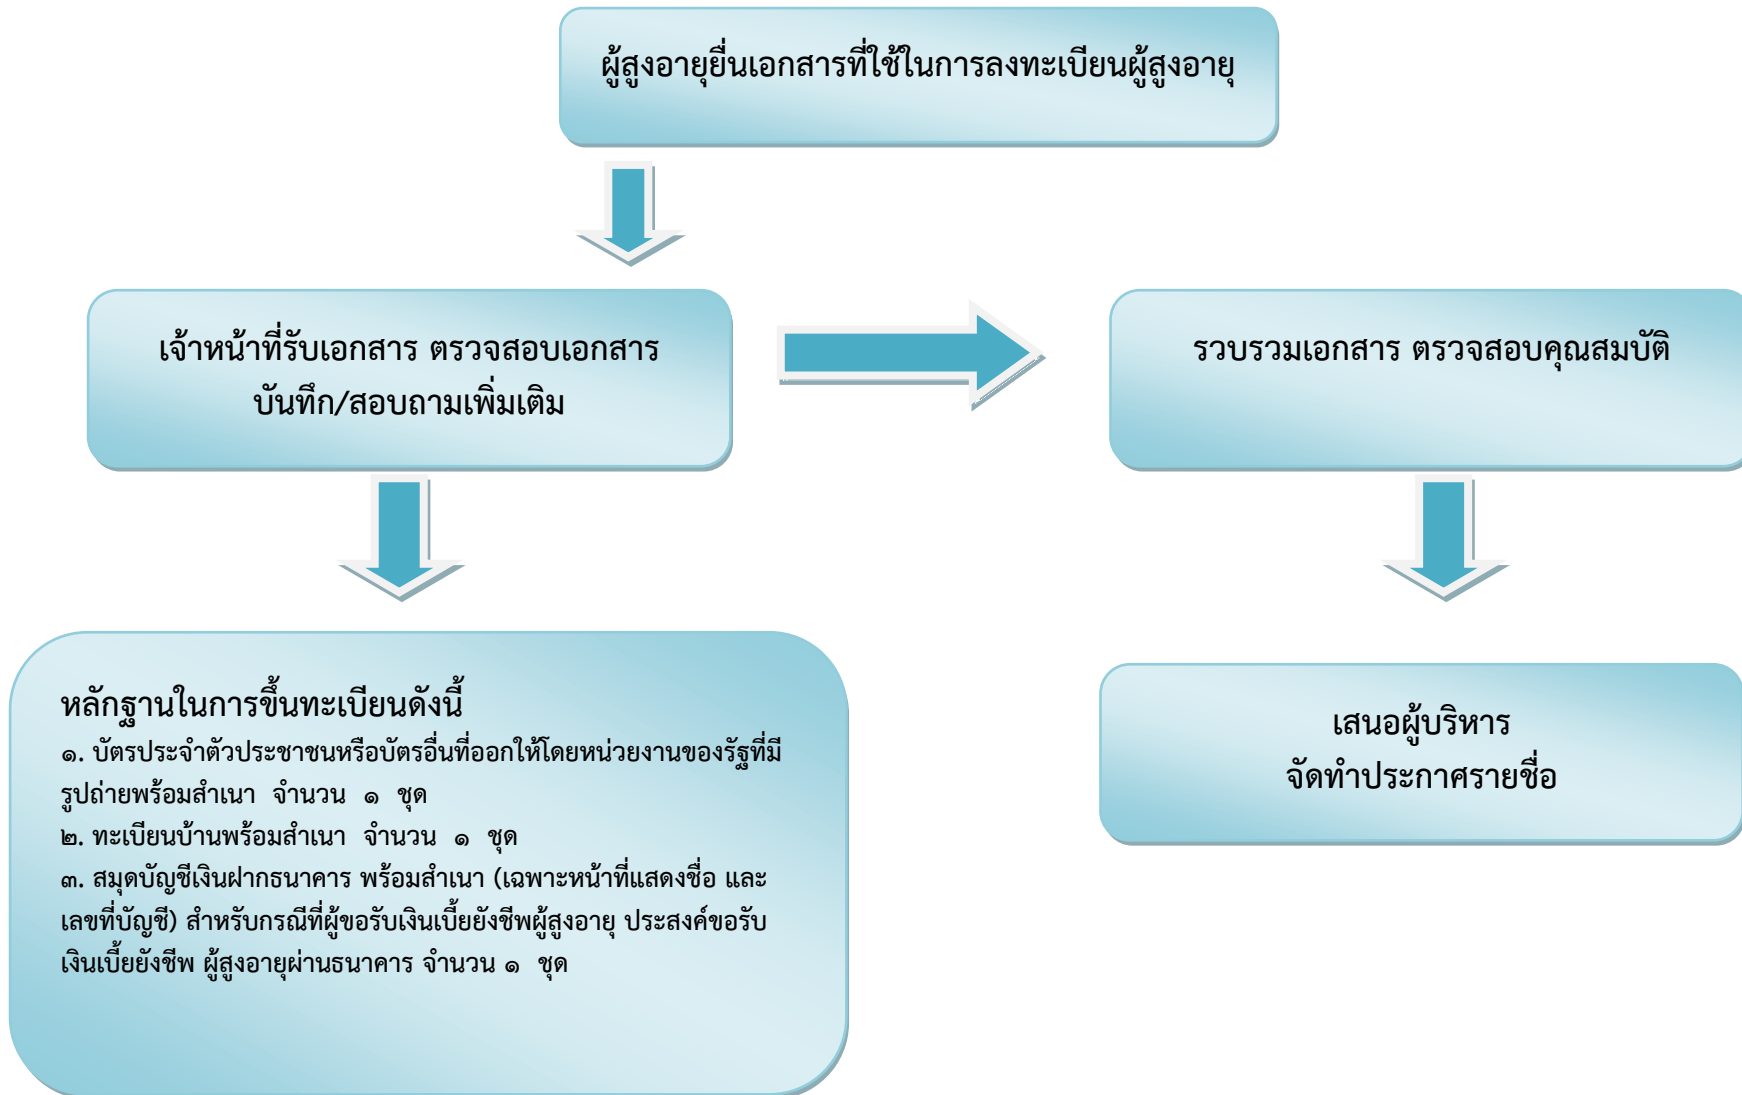 ผู้สูงอายุยื่นเอกสารที่ใช้ในการลงทะเบียนผู้สูงอายุ
เจ้าหน้าที่รับเอกสาร ตรวจสอบเอกสาร
บันทึก/สอบถามเพิ่มเติม
รวบรวมเอกสาร ตรวจสอบคุณสมบัติ
หลักฐานในการขึ้นทะเบียนดังนี้
๑. บัตรประจำตัวประชาชนหรือบัตรอื่นที่ออกให้โดยหน่วยงานของรัฐที่มี
รูปถ่ายพร้อมสำเนา จำนวน ๑ ชุด
๒. ทะเบียนบ้านพร้อมสำเนา จำนวน ๑ ชุด
๓. สมุดบัญชีเงินฝากธนาคาร พร้อมสำเนา (เฉพาะหน้าที่แสดงชื่อ และ
เลขที่บัญชี) สำหรับกรณีที่ผู้ขอรับเงินเบี้ยยังชีพผู้สูงอายุ ประสงค์ขอรับ
เงินเบี้ยยังชีพ ผู้สูงอายุผ่านธนาคาร จำนวน ๑ ชุด
เสนอผู้บริหาร
จัดทำประกาศรายชื่อ